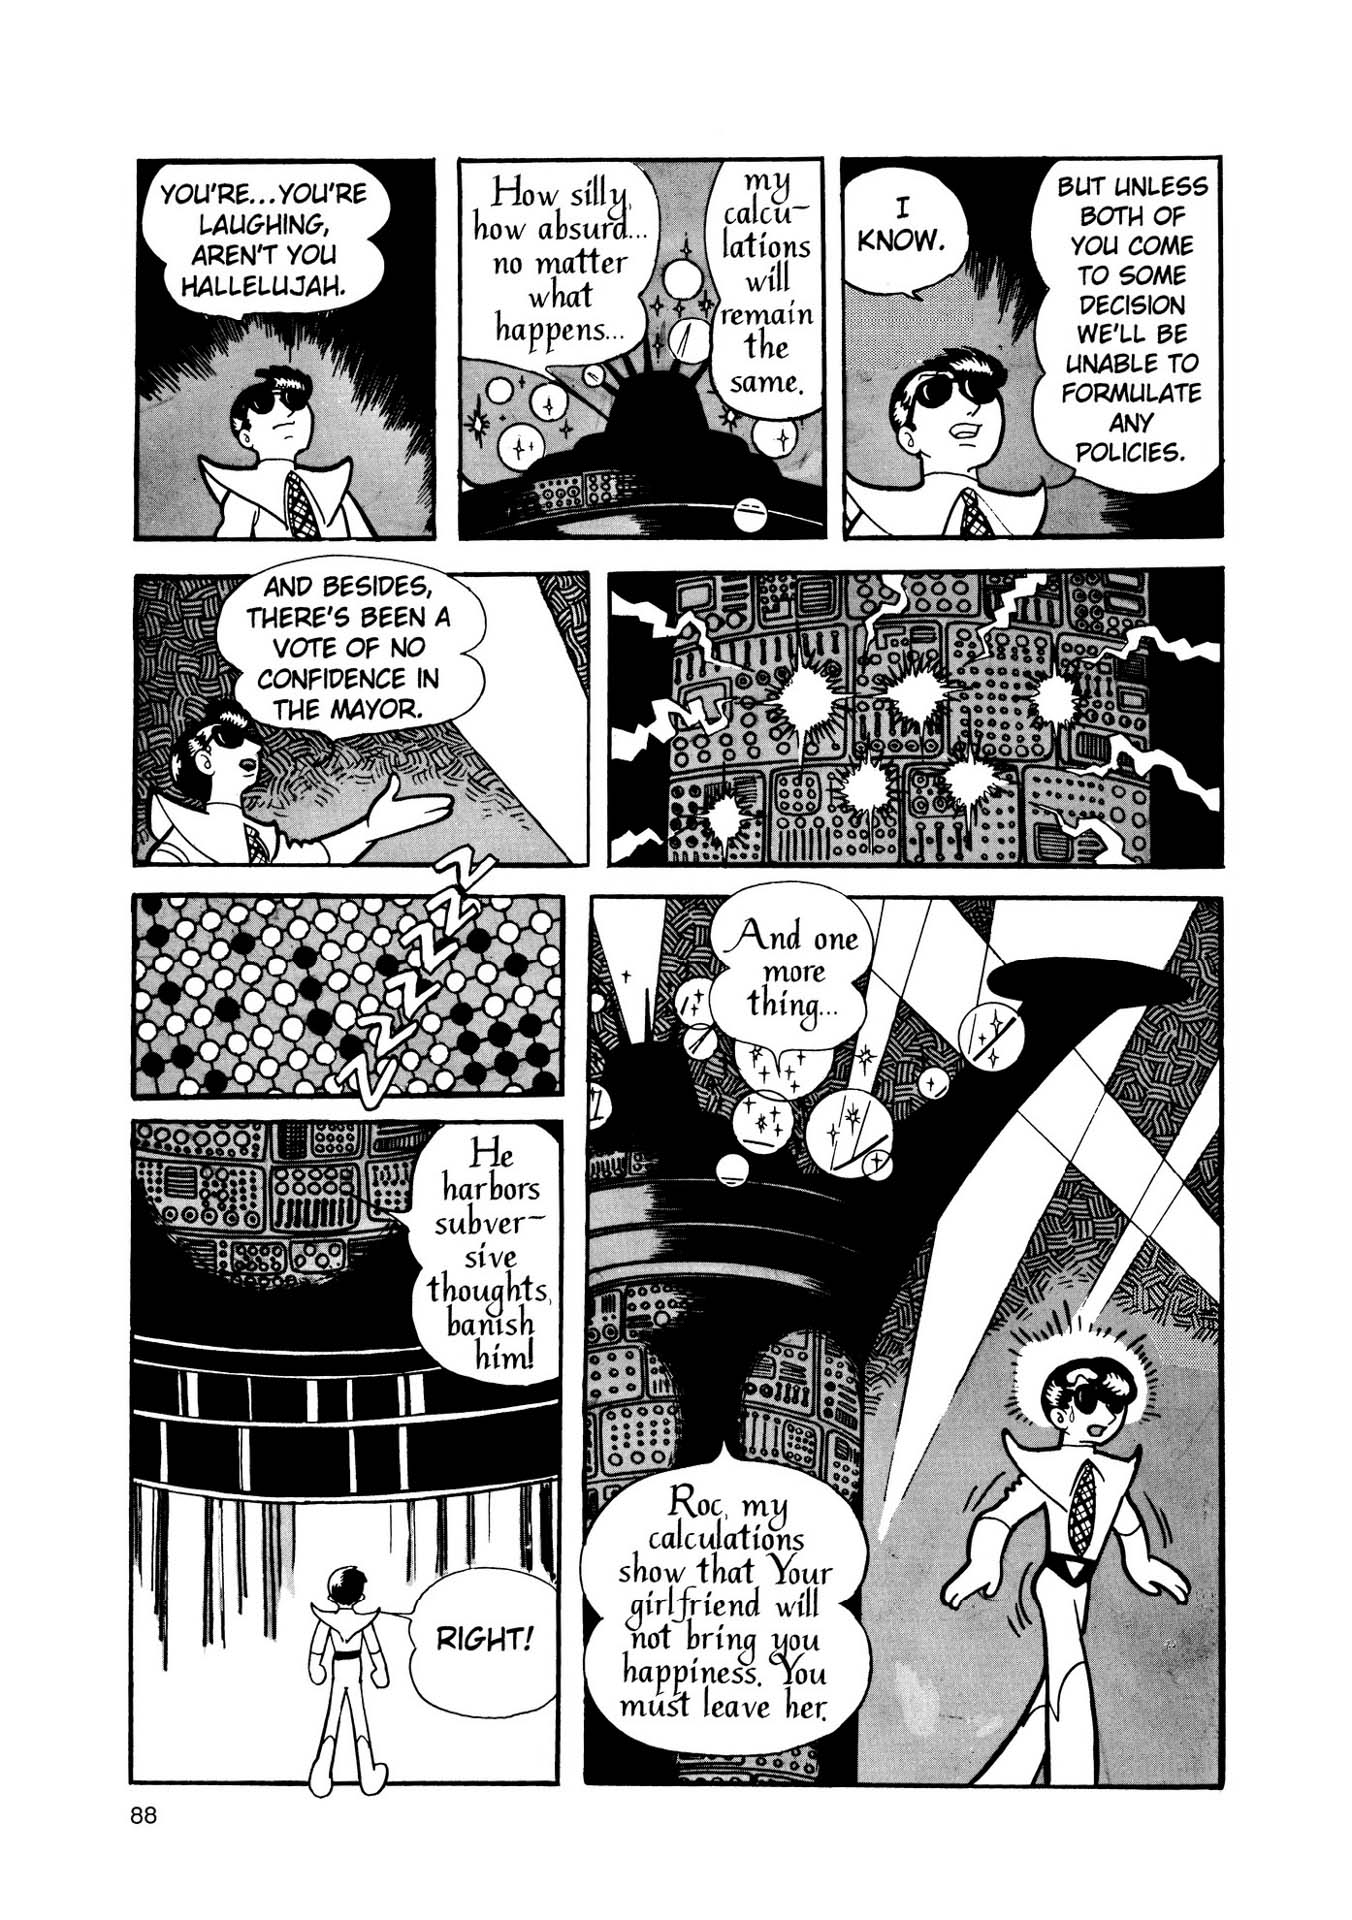 YOU'RE...YOU'RE
LAUGHING,
AREN'T YOU
HALLELUJAH.
How silly,
how absurd...
no matter
what
happens...
my
calcu-
lations
will
remain
the
same.
I
KNOW.
BUT UNLESS
BOTH OF
YOU COME
TO SOME
DECISION
WE'LL BE
UNABLE TO
FORMULATE
ANY
POLICIES.
AND BESIDES,
THERE'S BEEN A
VOTE OF NO
CONFIDENCE IN
THE MAYOR.
ZZZZZZ
He
harbors
subver-
sive
thoughts,
banish
him!
RIGHT!
And one
more
thing...
Roc, my
calculations
show that Your
girlfriend will
not bring you
happiness. You
must leave her.
88